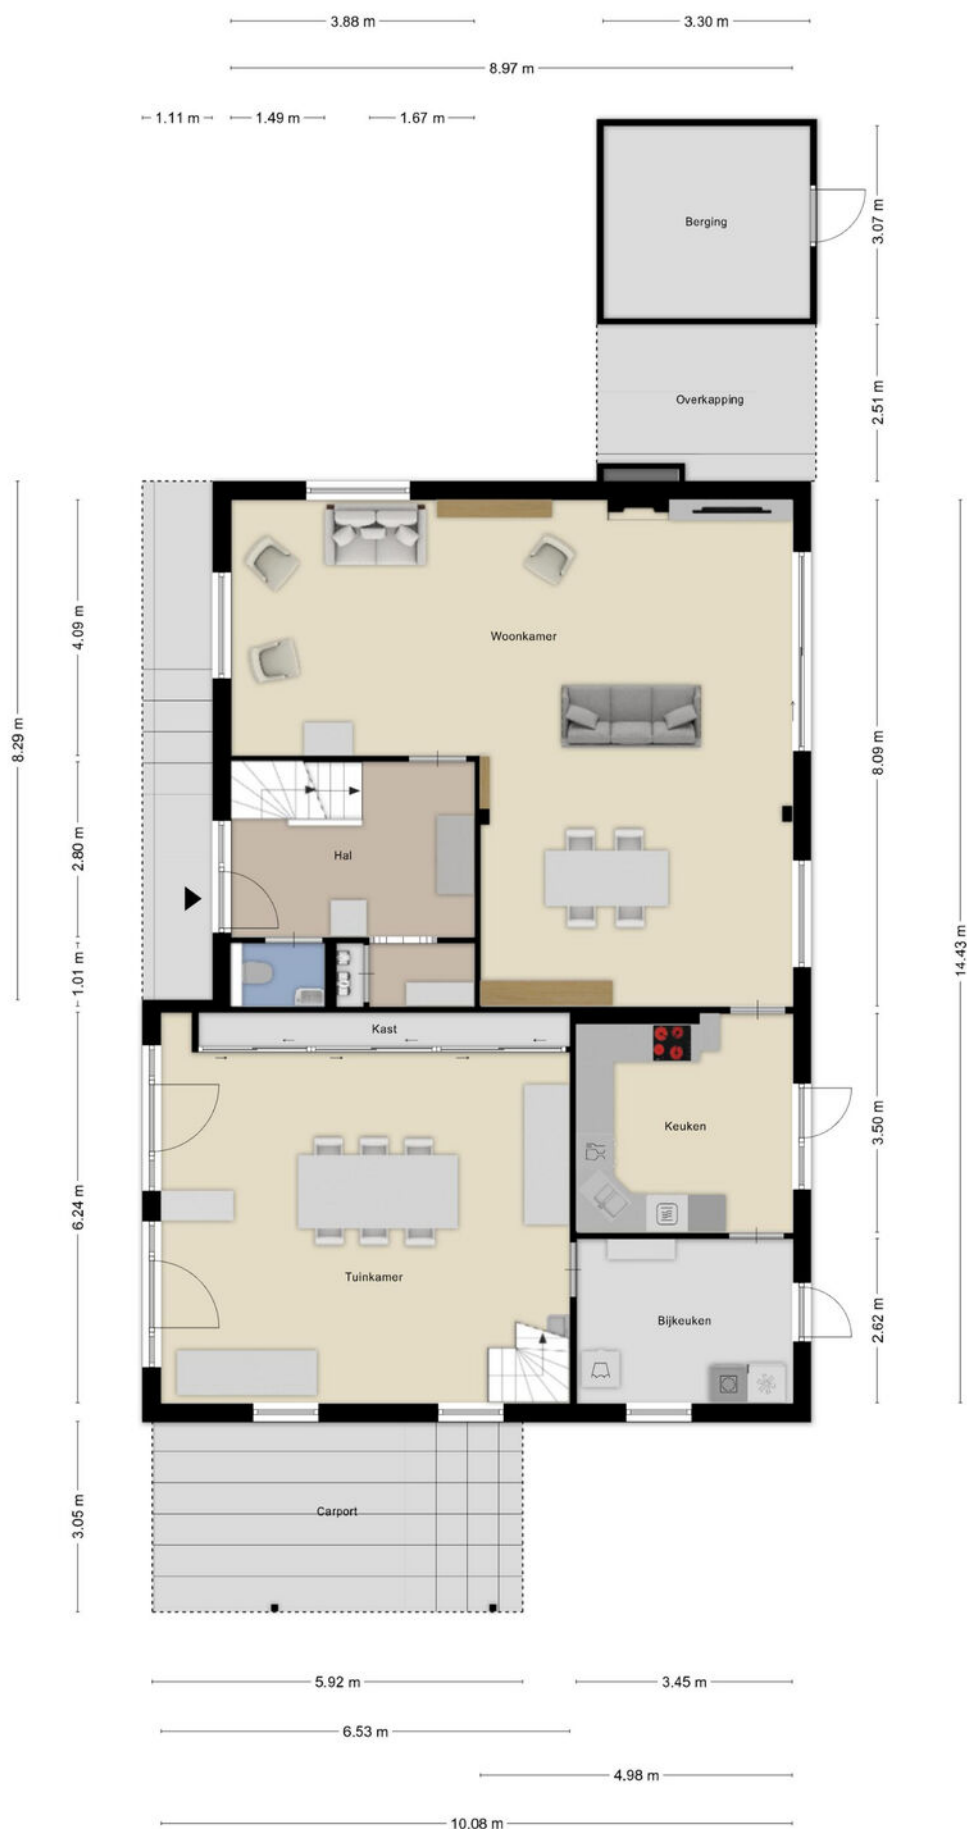 3.88 m
3.30 m
8.97 m
1.11 m
1.49 m
1.67 m
Berging
3.07 m
Overkapping
2.51 m
Woonkamer
4.09 m
8.29 m
8.09 m
Hal
2.80 m
1.01 m
14.43 m
Kast
Keuken
3.50 m
6.24 m
Tuinkamer
Bijkeuken
2.62 m
Carport
3.05 m
5.92 m
3.45 m
6.53 m
4.98 m
10.08 m